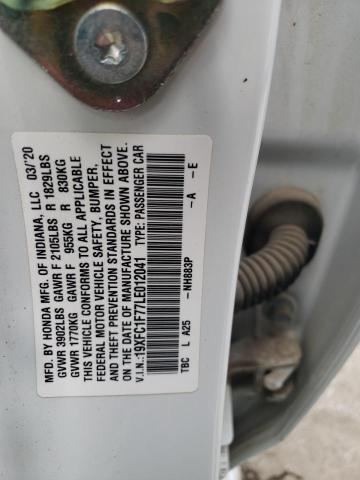 MFD. BY HONDA MFG. OF INDIANA, LLC 03/20
GVWR 3902LBS GAWR F 2105LBS R 1829LBS
GVWR 1770KG GAWR F 955KG R 830KG
THIS VEHICLE CONFORMS TO ALL APPLICABLE
FEDERAL MOTOR VEHICLE SAFETY, BUMPER,
AND THEFT PREVENTION STANDARDS IN EFFECT
ON THE DATE OF MANUFACTURE SHOWN ABOVE.
V.I.N.:19XFC1F77LE012041 TYPE: PASSENGER CAR
-NH883P -A -E
TBC L A25